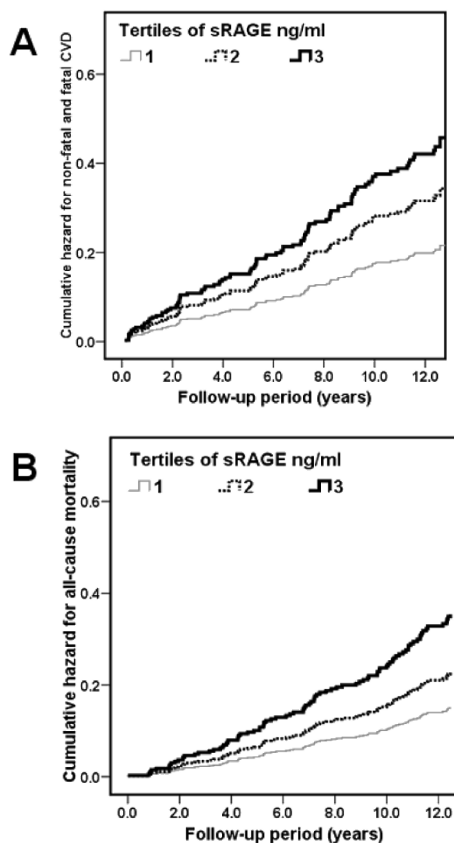 A
Tertiles of sRAGE ng/ml
1 2 3
Cumulative hazard for non-fatal and fatal CVD
0.6
0.4
0.2
0.0
0.0 2.0 4.0 6.0 8.0 10.0 12.0
Follow-up period (years)
B
Tertiles of sRAGE ng/ml
1 2 3
Cumulative hazard for all-cause mortality
0.6
0.4
0.2
0.0
0.0 2.0 4.0 6.0 8.0 10.0 12.0
Follow-up period (years)